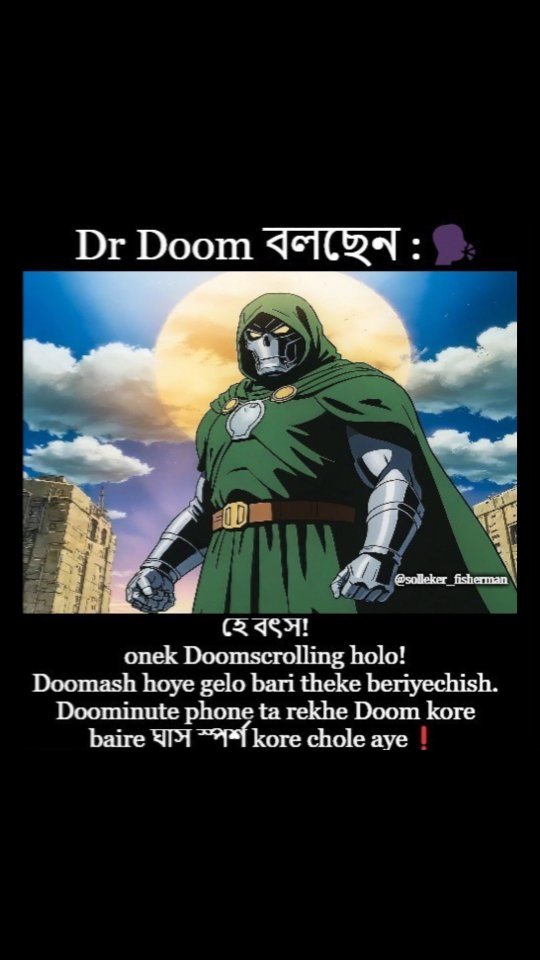 Dr Doom বলছেন : 🗣
@solleker_fisherman
হে বৎস!
onek Doomscrolling holo!
Doomash hoye gelo bari theke beriyechish.
Doominute phone ta rekhe Doom kore
baire ঘাস স্পর্শ kore chole aye ❗